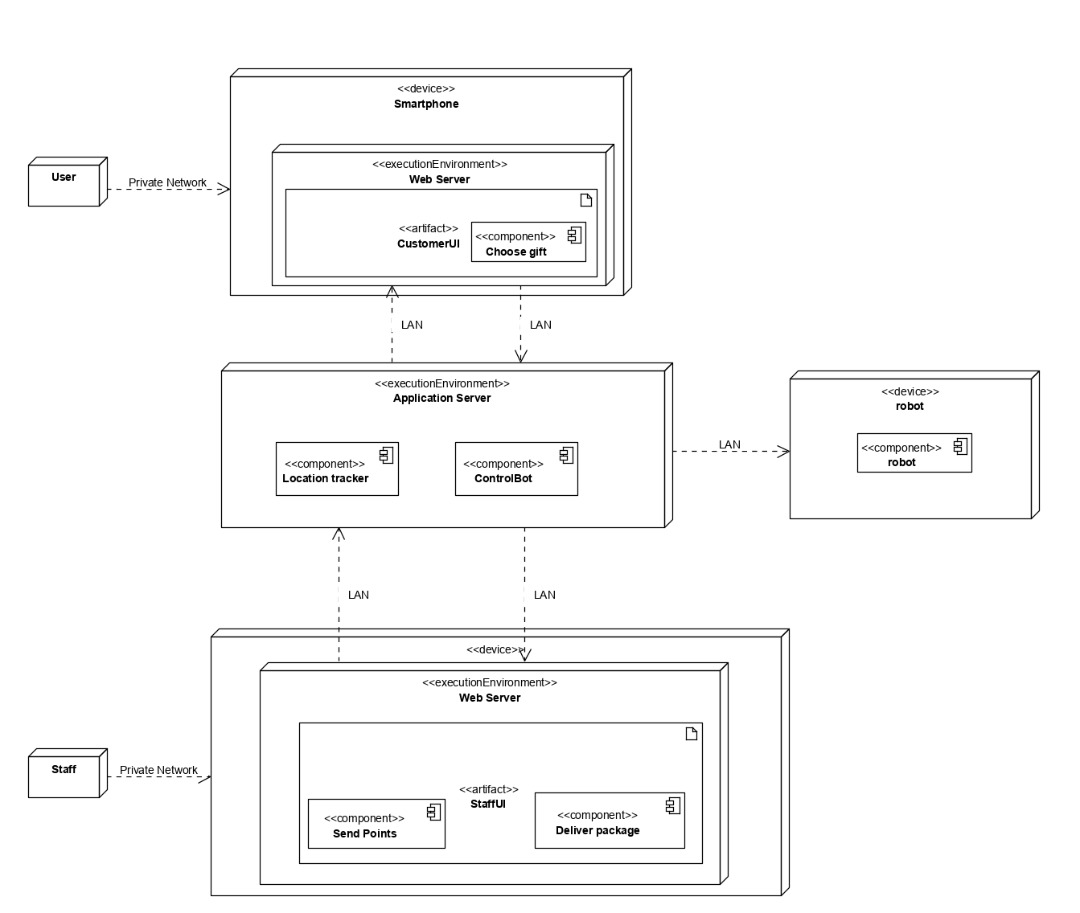 <<device>>
Smartphone
<<executionEnvironment>>
Web Server
User
Private Network
<<artifact>>
CustomerUI
<<component>>
Choose gift
LAN
LAN
<<executionEnvironment>>
Application Server
<<component>>
Location tracker
<<component>>
ControlBot
LAN
<<device>>
robot
<<component>>
robot
LAN
LAN
<<device>>
<<executionEnvironment>>
Web Server
Staff
Private Network
<<artifact>>
StaffUI
<<component>>
Send Points
<<component>>
Deliver package